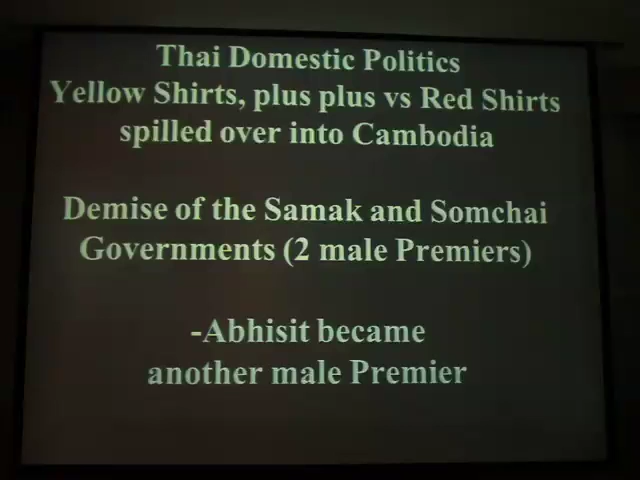 Thai Domestic Politics
Yellow Shirts, plus plus vs Red Shirts
spilled over into Cambodia
Demise of the Samak and Somchai
Governments (2 male Premiers)
-Abhisit became
another male Premier